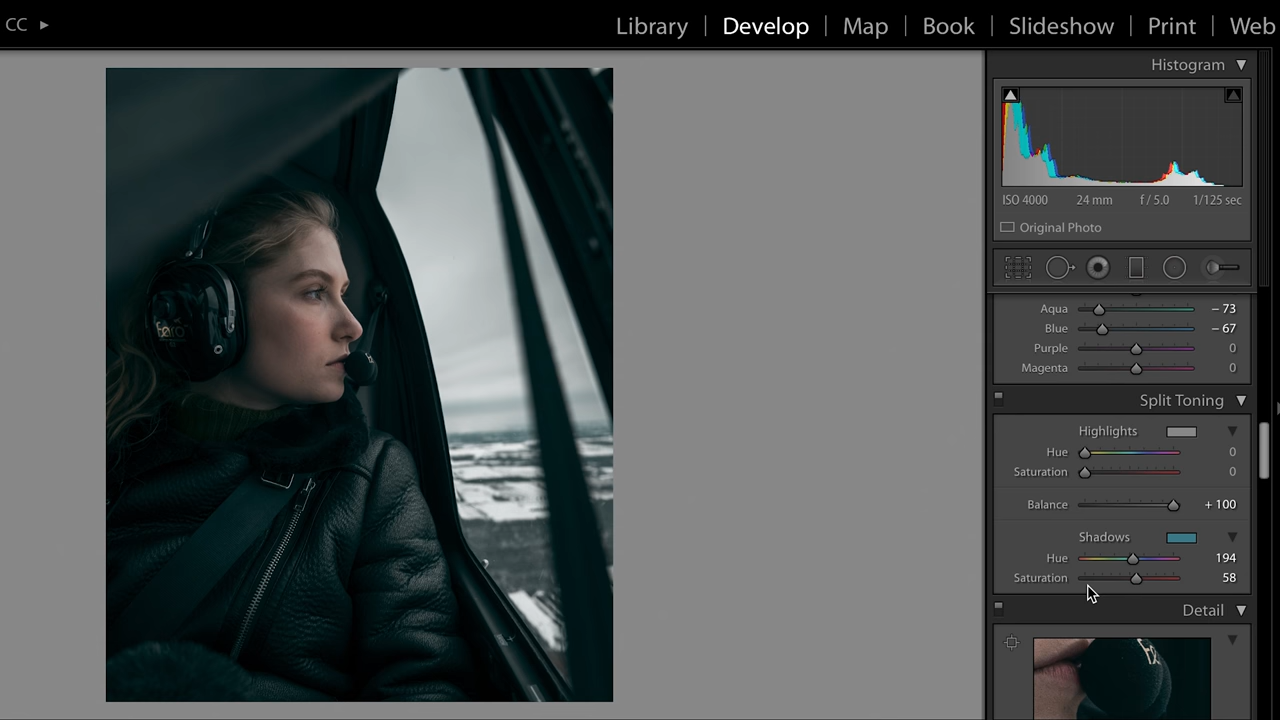 CC
Library | Develop | Map | Book | Slideshow | Print | Web
Histogram
ISO 4000 24 mm f / 5.0 1/125 sec
Original Photo
Aqua – 73
Blue – 67
Purple 0
Magenta 0
Split Toning
Highlights
Hue 0
Saturation 0
Balance + 100
Shadows
Hue 194
Saturation 58
Detail